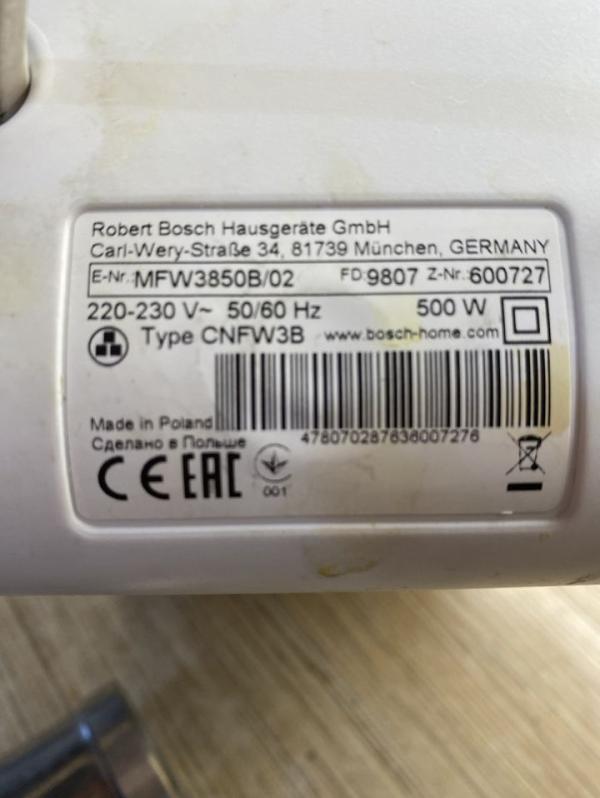 Robert Bosch Hausgeräte GmbH
Carl-Wery-Straße 34, 81739 München, GERMANY
E-Nr.: MFW3850B/02 FD 9807 Z-Nr. 600727
220-230 V~ 50/60 Hz 500 W
Type CNFW3B www.bosch-home.com
Made in Poland
Сделано в Польше
478070287636007276
CE EAC
001